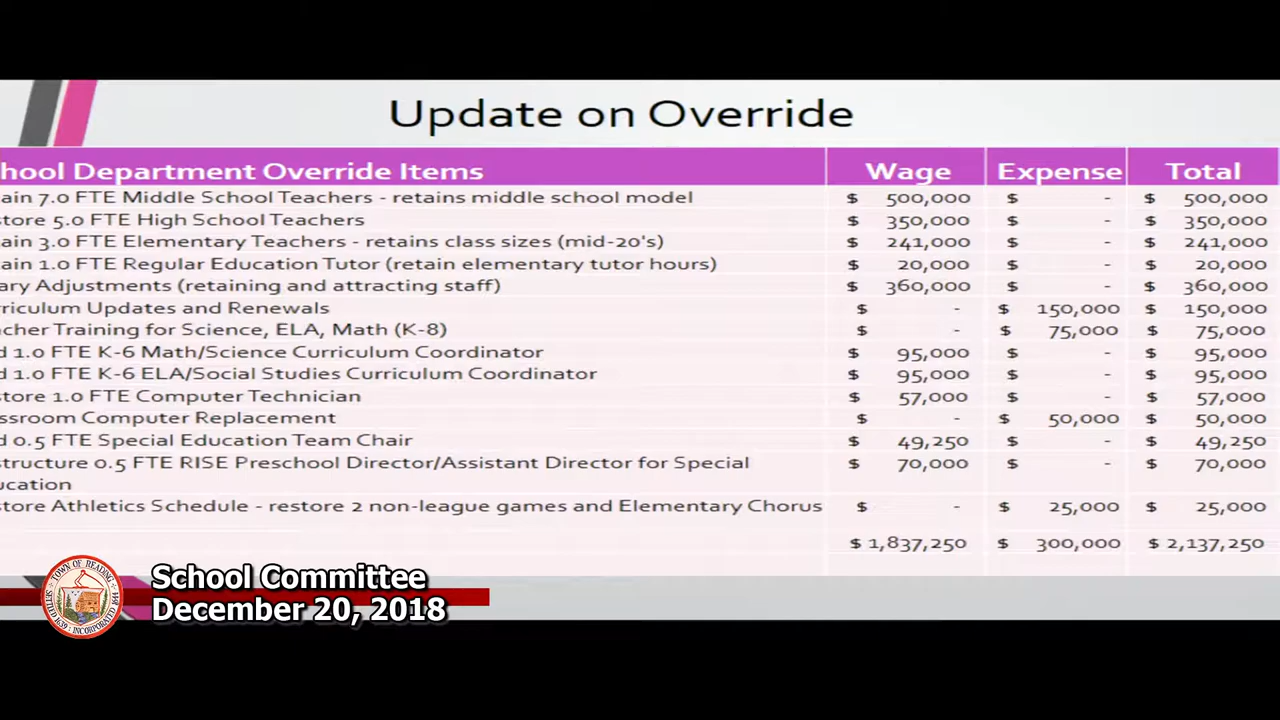 Update on Override
hool Department Override Items Wage Expense Total
ain 7.0 FTE Middle School Teachers - retains middle school model $ 500,000 $ - $ 500,000
store 5.0 FTE High School Teachers $ 350,000 $ - $ 350,000
ain 3.0 FTE Elementary Teachers - retains class sizes (mid-20's) $ 241,000 $ - $ 241,000
ain 1.0 FTE Regular Education Tutor (retain elementary tutor hours) $ 20,000 $ - $ 20,000
ary Adjustments (retaining and attracting staff) $ 360,000 $ - $ 360,000
rriculum Updates and Renewals $ - $ 150,000 $ 150,000
acher Training for Science, ELA, Math (K-8) $ - $ 75,000 $ 75,000
d 1.0 FTE K-6 Math/Science Curriculum Coordinator $ 95,000 $ - $ 95,000
d 1.0 FTE K-6 ELA/Social Studies Curriculum Coordinator $ 95,000 $ - $ 95,000
store 1.0 FTE Computer Technician $ 57,000 $ - $ 57,000
ssroom Computer Replacement $ - $ 50,000 $ 50,000
d 0.5 FTE Special Education Team Chair $ 49,250 $ - $ 49,250
structure 0.5 FTE RISE Preschool Director/Assistant Director for Special $ 70,000 $ - $ 70,000
ucation
store Athletics Schedule - restore 2 non-league games and Elementary Chorus $ - $ 25,000 $ 25,000
$ 1,837,250 $ 300,000 $ 2,137,250
TOWN OF READING
SETTLED 1639 INCORPORATED 1644
School Committee
December 20, 2018